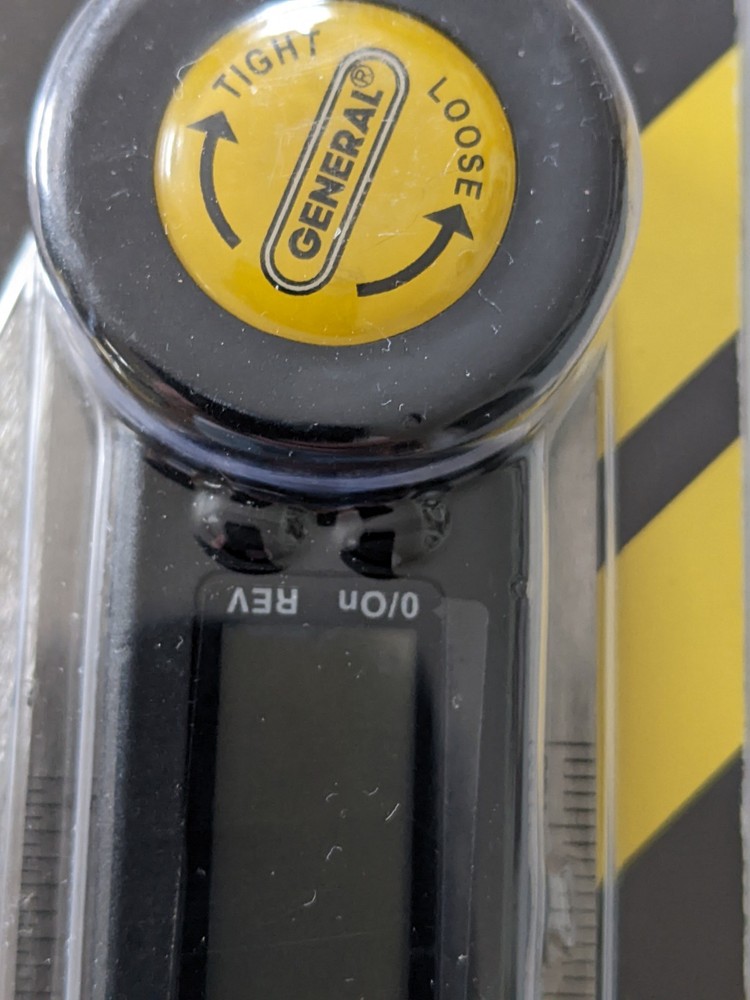 TIGHT
GENERAL®
LOOSE
0/On REV